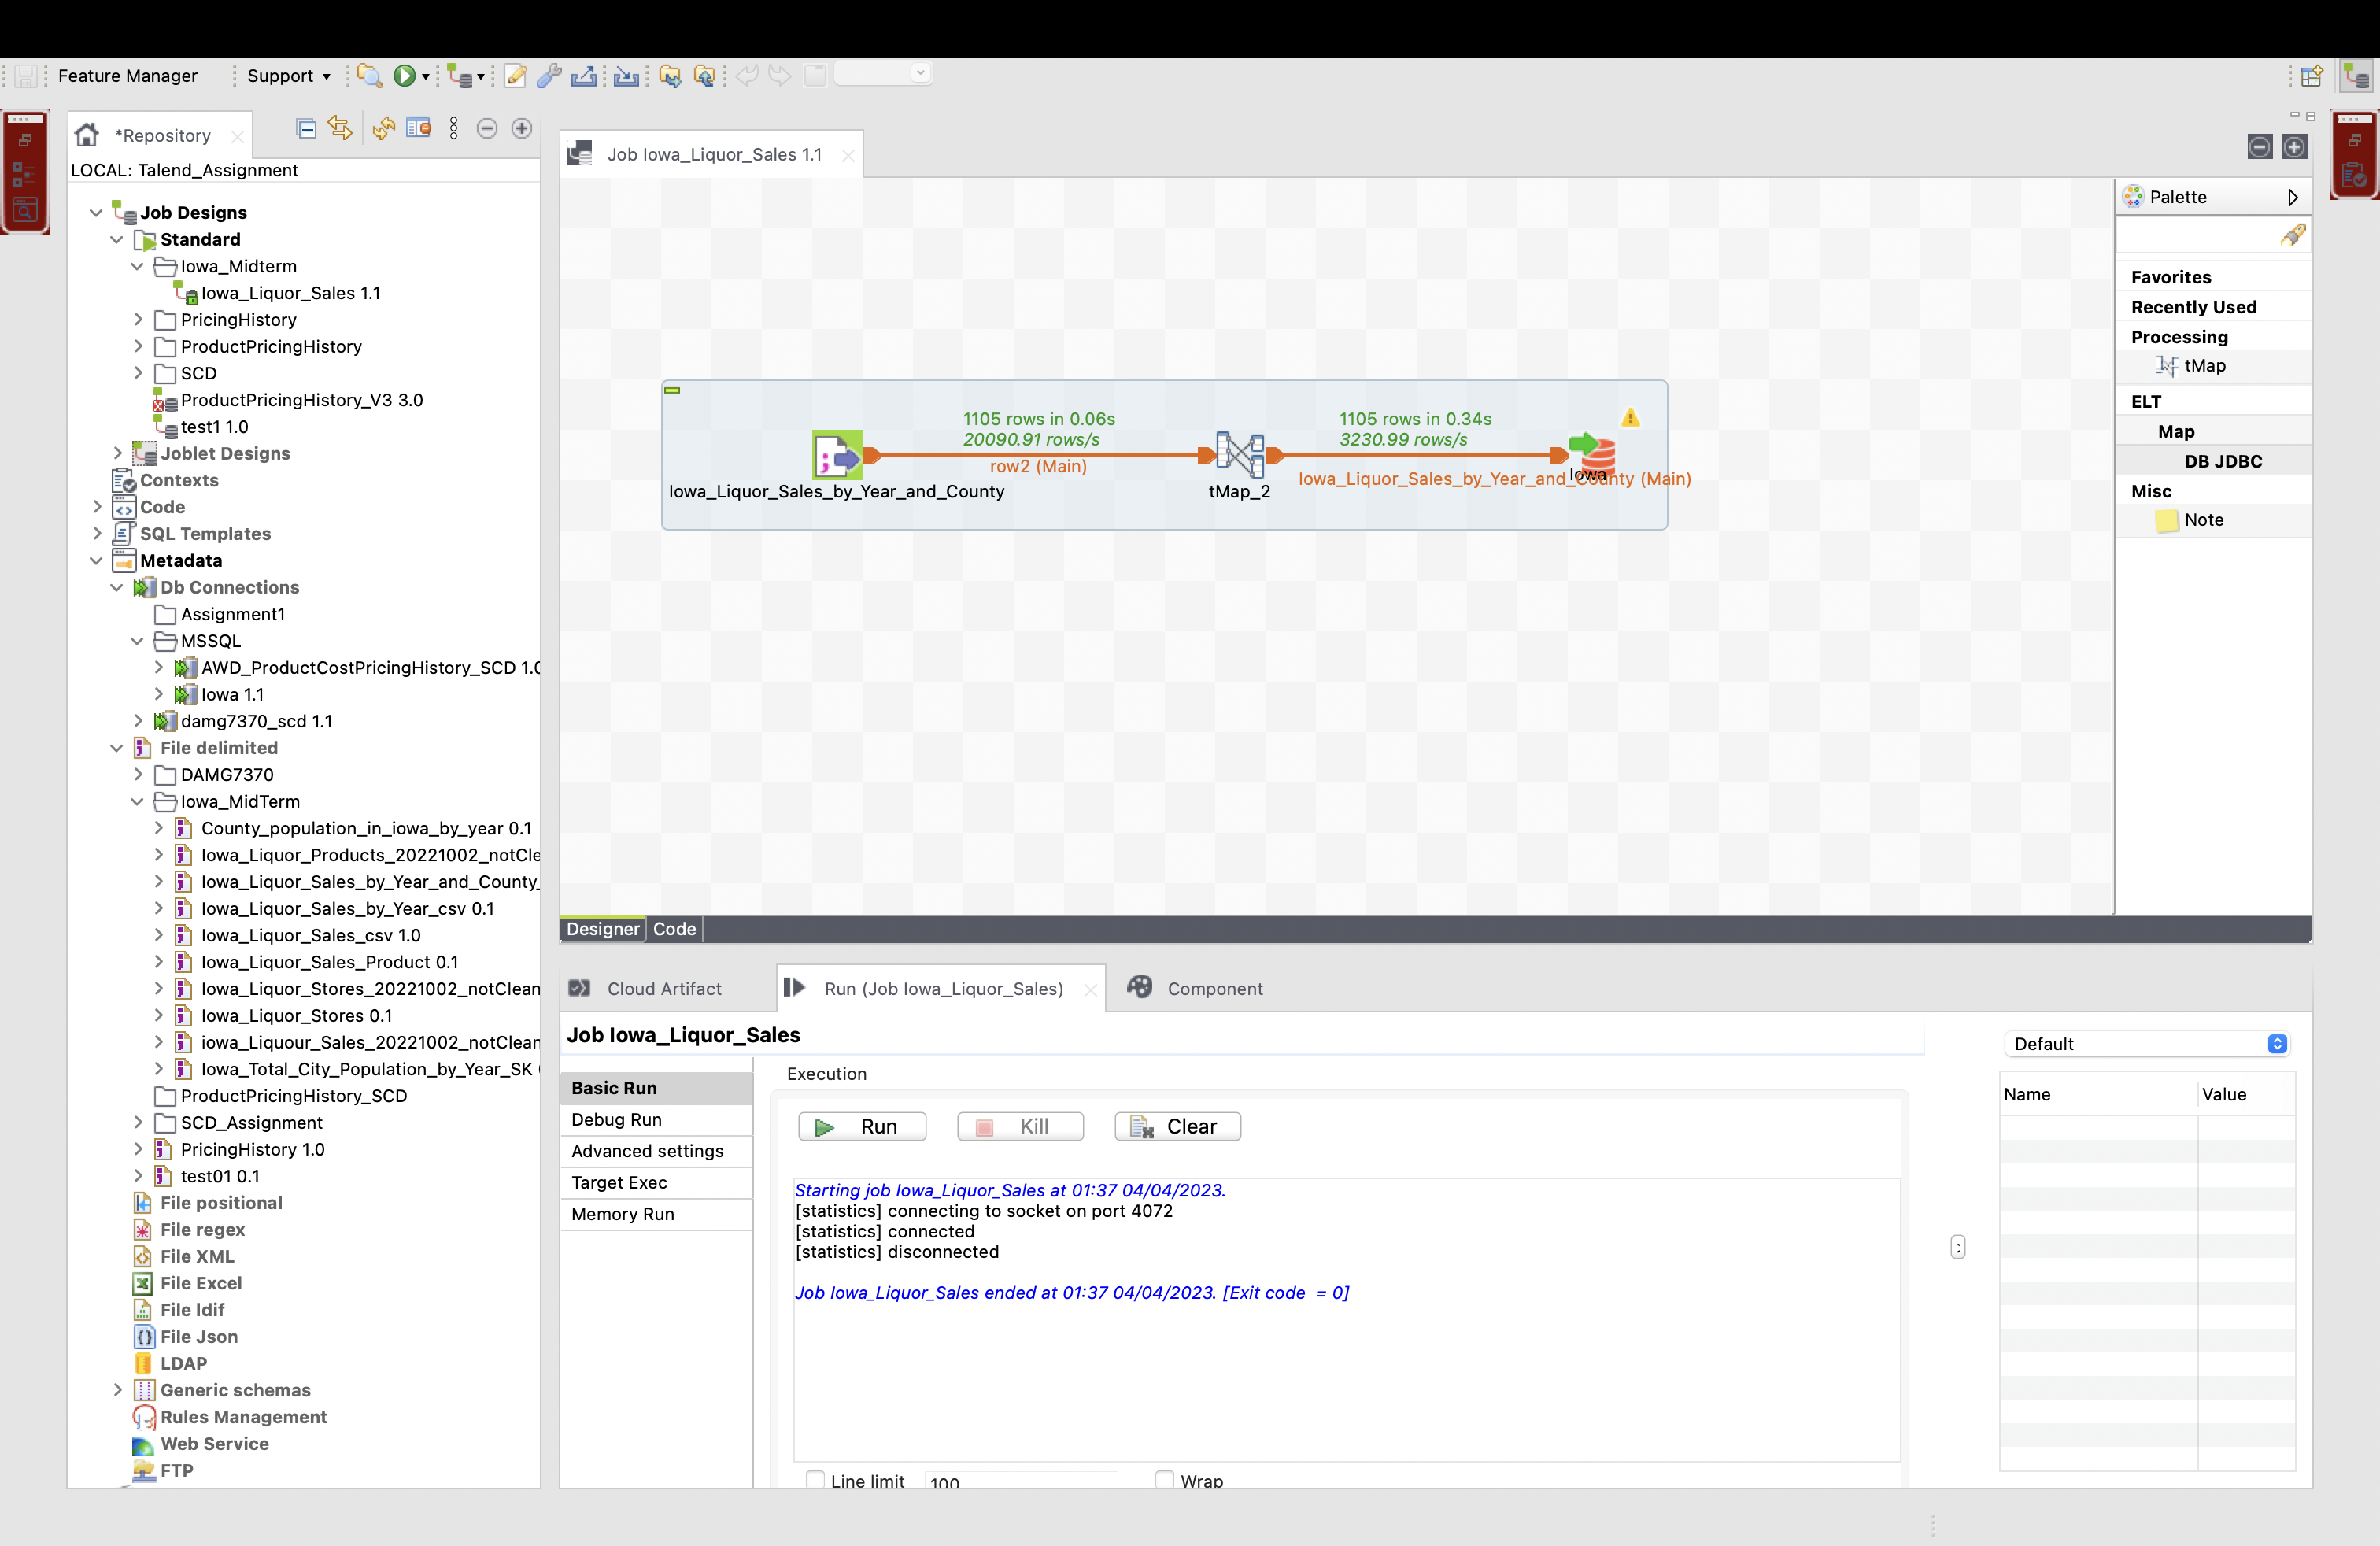 Feature Manager
Support
*Repository
LOCAL: Talend_Assignment
Job Designs
Standard
Iowa_Midterm
Iowa_Liquor_Sales 1.1
PricingHistory
ProductPricingHistory
SCD
ProductPricingHistory_V3 3.0
test1 1.0
Joblet Designs
Contexts
Code
SQL Templates
Metadata
Db Connections
Assignment1
MSSQL
AWD_ProductCostPricingHistory_SCD 1.0
Iowa 1.1
damg7370_scd 1.1
File delimited
DAMG7370
Iowa_MidTerm
County_population_in_iowa_by_year 0.1
Iowa_Liquor_Products_20221002_notCle
Iowa_Liquor_Sales_by_Year_and_County_
Iowa_Liquor_Sales_by_Year_csv 0.1
Iowa_Liquor_Sales_csv 1.0
Iowa_Liquor_Sales_Product 0.1
Iowa_Liquor_Stores_20221002_notClean
Iowa_Liquor_Stores 0.1
iowa_Liquour_Sales_20221002_notClean
Iowa_Total_City_Population_by_Year_SK
ProductPricingHistory_SCD
SCD_Assignment
PricingHistory 1.0
test01 0.1
File positional
File regex
File XML
File Excel
File ldif
File Json
LDAP
Generic schemas
Rules Management
Web Service
FTP
Job Iowa_Liquor_Sales 1.1
1105 rows in 0.06s
20090.91 rows/s
row2 (Main)
1105 rows in 0.34s
3230.99 rows/s
Iowa_Liquor_Sales_by_Year_and_County (Main)
Iowa_Liquor_Sales_by_Year_and_County
tMap_2
Iowa
Palette
Favorites
Recently Used
Processing
tMap
ELT
Map
DB JDBC
Misc
Note
Designer
Code
Cloud Artifact
Run (Job Iowa_Liquor_Sales)
Component
Job Iowa_Liquor_Sales
Basic Run
Debug Run
Advanced settings
Target Exec
Memory Run
Execution
Run
Kill
Clear
Starting job Iowa_Liquor_Sales at 01:37 04/04/2023.
[statistics] connecting to socket on port 4072
[statistics] connected
[statistics] disconnected
Job Iowa_Liquor_Sales ended at 01:37 04/04/2023. [Exit code  = 0]
Line limit
100
Wrap
Default
Name
Value